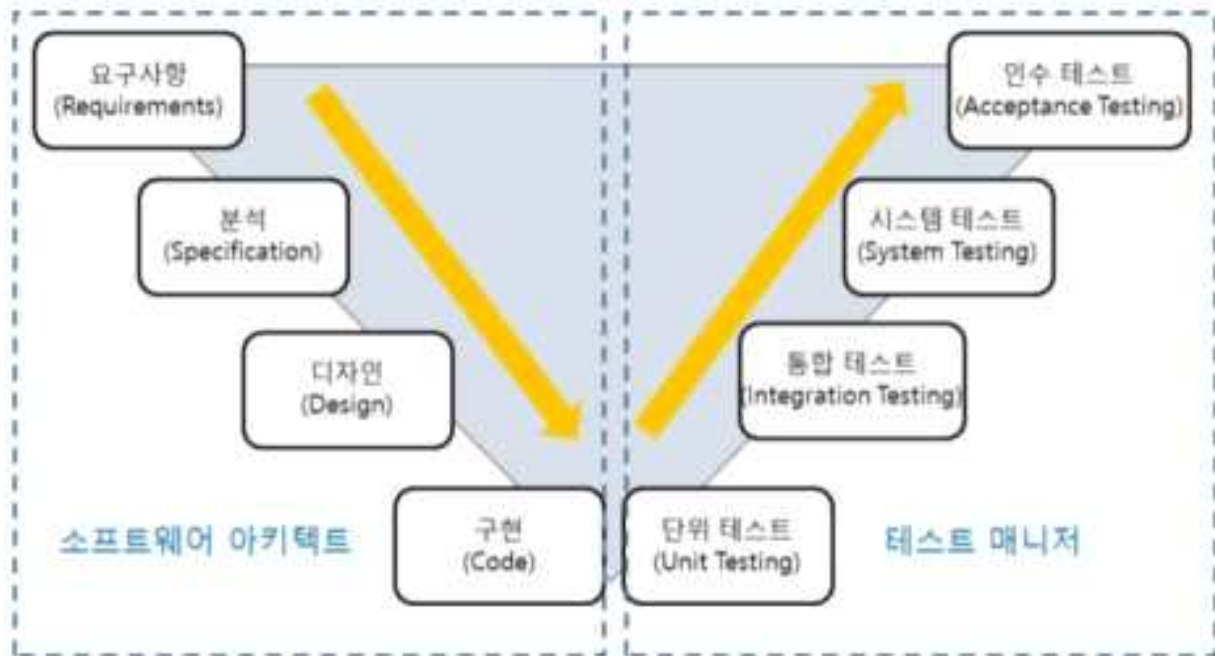 요구사항
(Requirements)
분석
(Specification)
디자인
(Design)
구현
(Code)
소프트웨어 아키텍트
인수 테스트
(Acceptance Testing)
시스템 테스트
(System Testing)
통합 테스트
(Integration Testing)
단위 테스트
(Unit Testing)
테스트 매니저